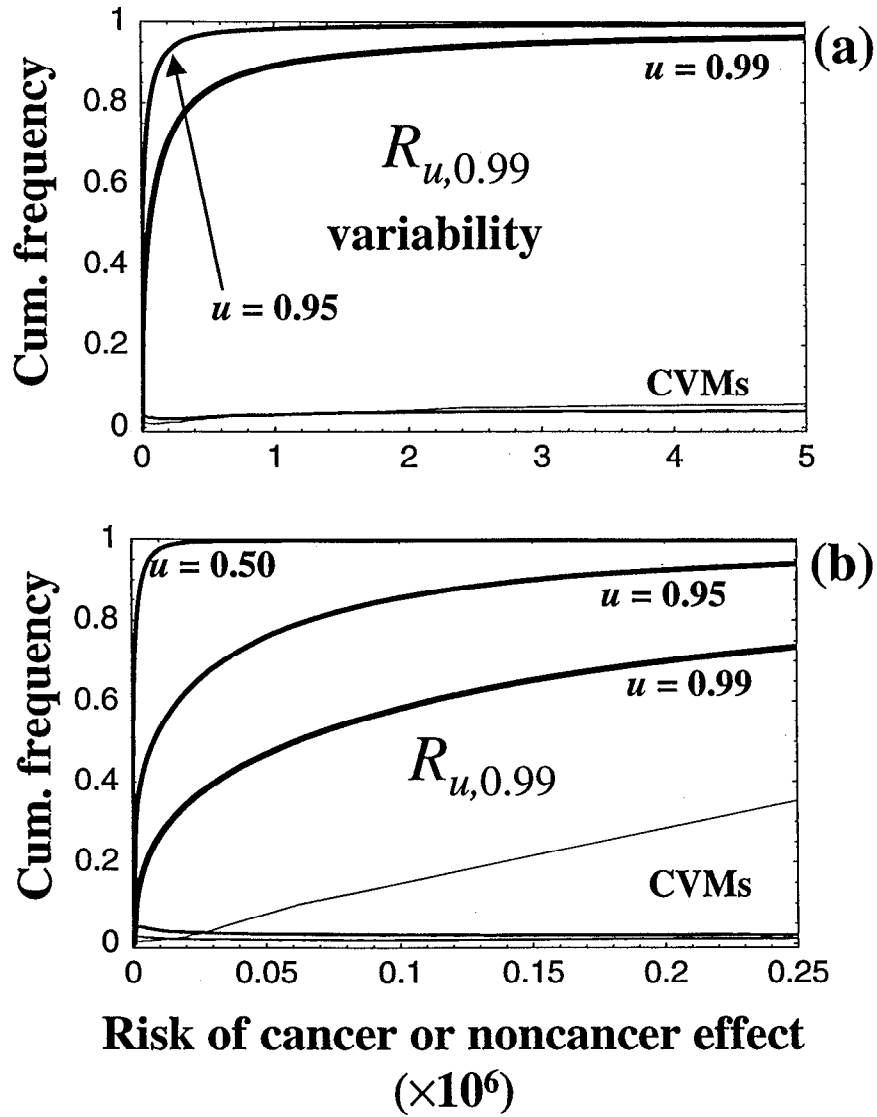 (a)
Cum. frequency
1
0.8
0.6
0.4
0.2
0
u = 0.99
R u,0.99
variability
u = 0.95
CVMs
0 1 2 3 4 5
(b)
Cum. frequency
1
0.8
0.6
0.4
0.2
0
u = 0.50
u = 0.95
u = 0.99
R u,0.99
CVMs
0 0.05 0.1 0.15 0.2 0.25
Risk of cancer or noncancer effect
(×10⁶)